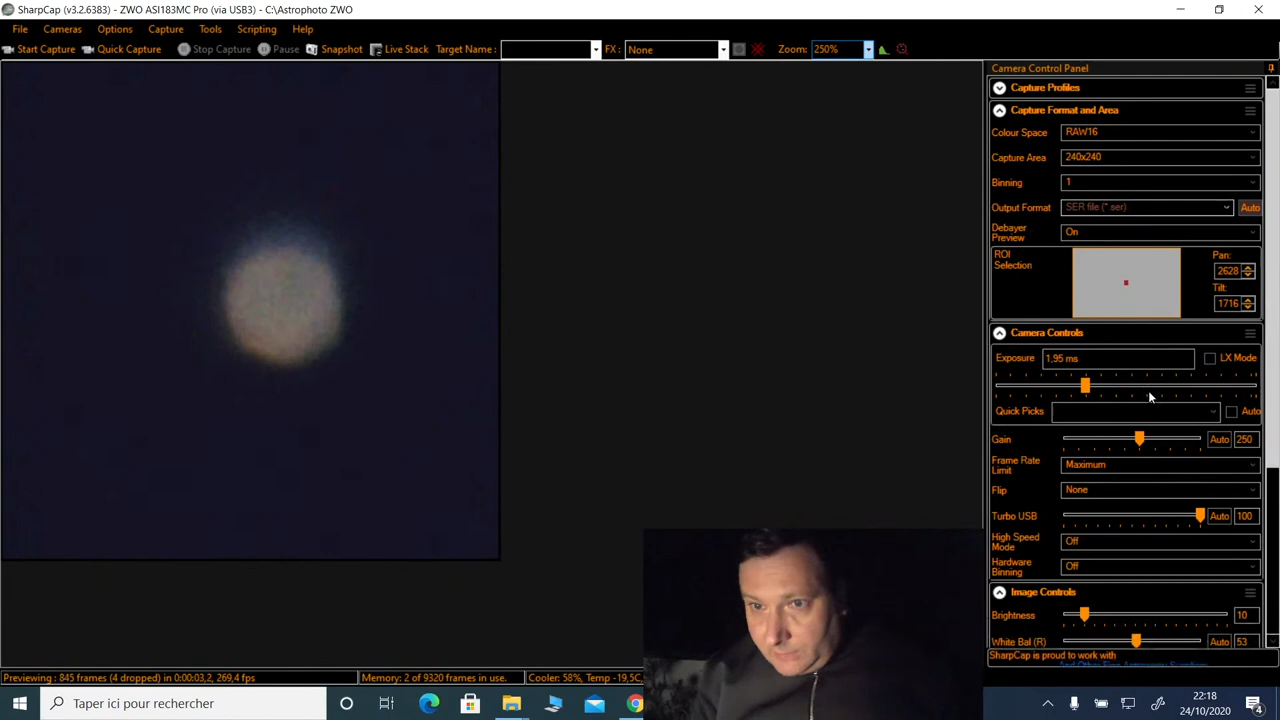 SharpCap (v3.2.6383) - ZWO ASI183MC Pro (via USB3) - C:\Astrophoto ZWO
File Cameras Options Capture Tools Scripting Help
Start Capture Quick Capture Stop Capture Pause Snapshot Live Stack Target Name : FX : None Zoom: 250%
Camera Control Panel
Capture Profiles
Capture Format and Area
Colour Space RAW16
Capture Area 240x240
Binning 1
Output Format SER file (*.ser) Auto
Debayer
Preview On
ROI
Selection
Pan:
2628
Tilt:
1716
Camera Controls
Exposure 1,95 ms LX Mode
Quick Picks Auto
Gain Auto 250
Frame Rate
Limit Maximum
Flip None
Turbo USB Auto 100
High Speed
Mode Off
Hardware
Binning Off
Image Controls
Brightness 10
White Bal (R) Auto 53
SharpCap is proud to work with
Previewing : 845 frames (4 dropped) in 0:00:03,2, 269,4 fps Memory: 2 of 9320 frames in use. Cooler: 58%, Temp -19,5C,
Taper ici pour rechercher
22:18
24/10/2020
4